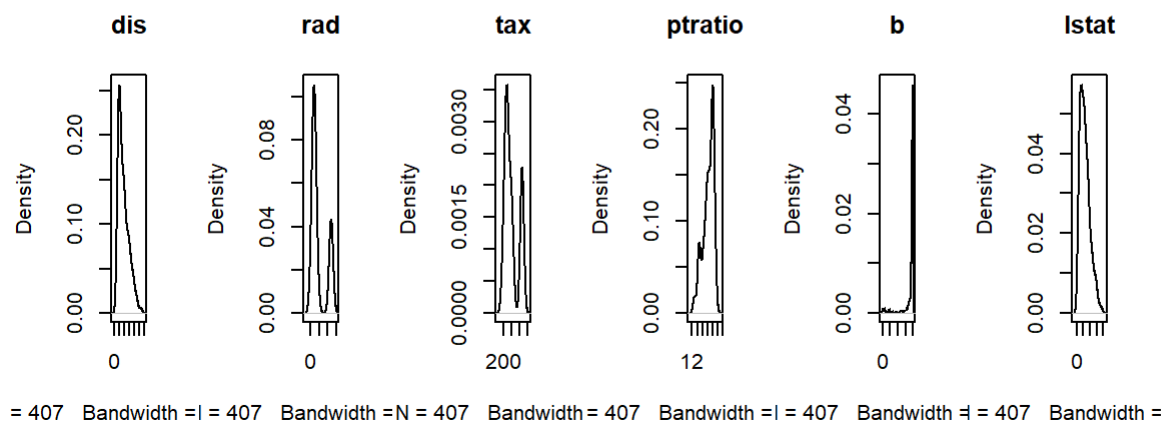 dis rad tax ptratio b lstat
Density 0.00 0.10 0.20
Density 0.00 0.04 0.08
Density 0.0000 0.0015 0.0030
Density 0.00 0.10 0.20
Density 0.00 0.02 0.04
Density 0.00 0.02 0.04
0 0 200 12 0 0
= 407 Bandwidth = = 407 Bandwidth = N = 407 Bandwidth = 407 Bandwidth = = 407 Bandwidth = = 407 Bandwidth =